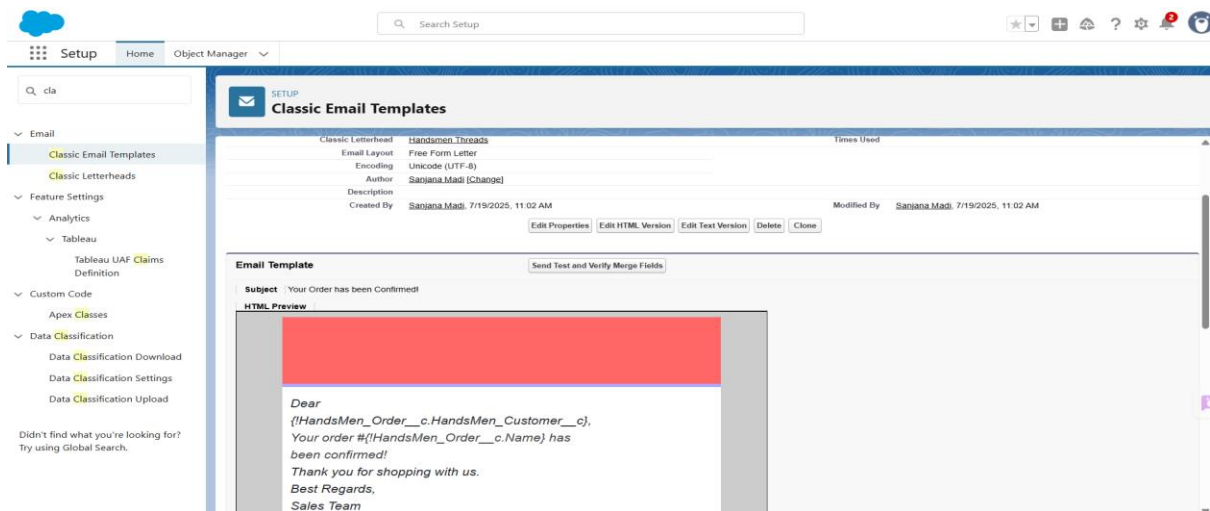 Search Setup
2
Setup
Home
Object Manager
cla
Email
Classic Email Templates
Classic Letterheads
Feature Settings
Analytics
Tableau
Tableau UAF Claims
Definition
Custom Code
Apex Classes
Data Classification
Data Classification Download
Data Classification Settings
Data Classification Upload
Didn't find what you're looking for?
Try using Global Search.
SETUP
Classic Email Templates
Classic Letterhead Handsmen Threads Times Used
Email Layout Free Form Letter
Encoding Unicode (UTF-8)
Author Sanjana Madi [Change]
Description
Created By Sanjana Madi, 7/19/2025, 11:02 AM Modified By Sanjana Madi, 7/19/2025, 11:02 AM
Edit Properties Edit HTML Version Edit Text Version Delete Clone
Email Template Send Test and Verify Merge Fields
Subject Your Order has been Confirmed!
HTML Preview
Dear
{!HandsMen_Order__c.HandsMen_Customer__c},
Your order #{!HandsMen_Order__c.Name} has
been confirmed!
Thank you for shopping with us.
Best Regards,
Sales Team